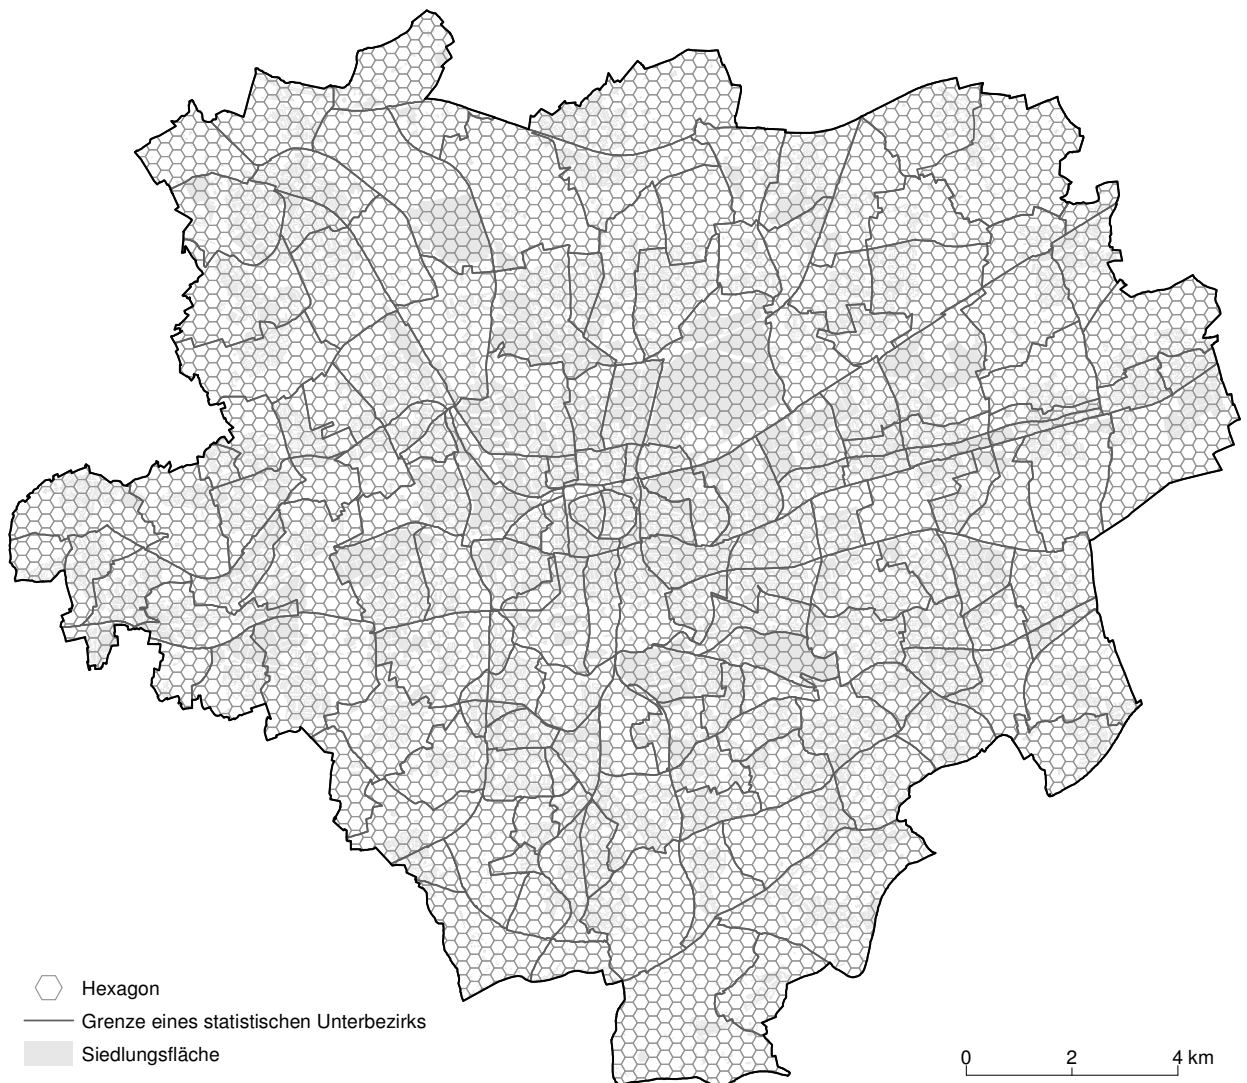 Hexagon
Grenze eines statistischen Unterbezirks
Siedlungsfläche
0 2 4 km